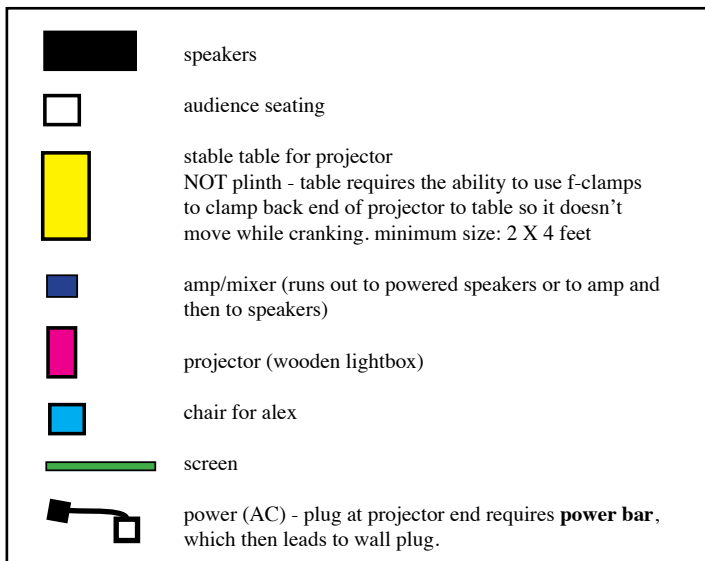 speakers
audience seating
stable table for projector
NOT plinth - table requires the ability to use f-clamps
to clamp back end of projector to table so it doesn’t
move while cranking. minimum size: 2 X 4 feet
amp/mixer (runs out to powered speakers or to amp and
then to speakers)
projector (wooden lightbox)
chair for alex
screen
power (AC) - plug at projector end requires power bar,
which then leads to wall plug.